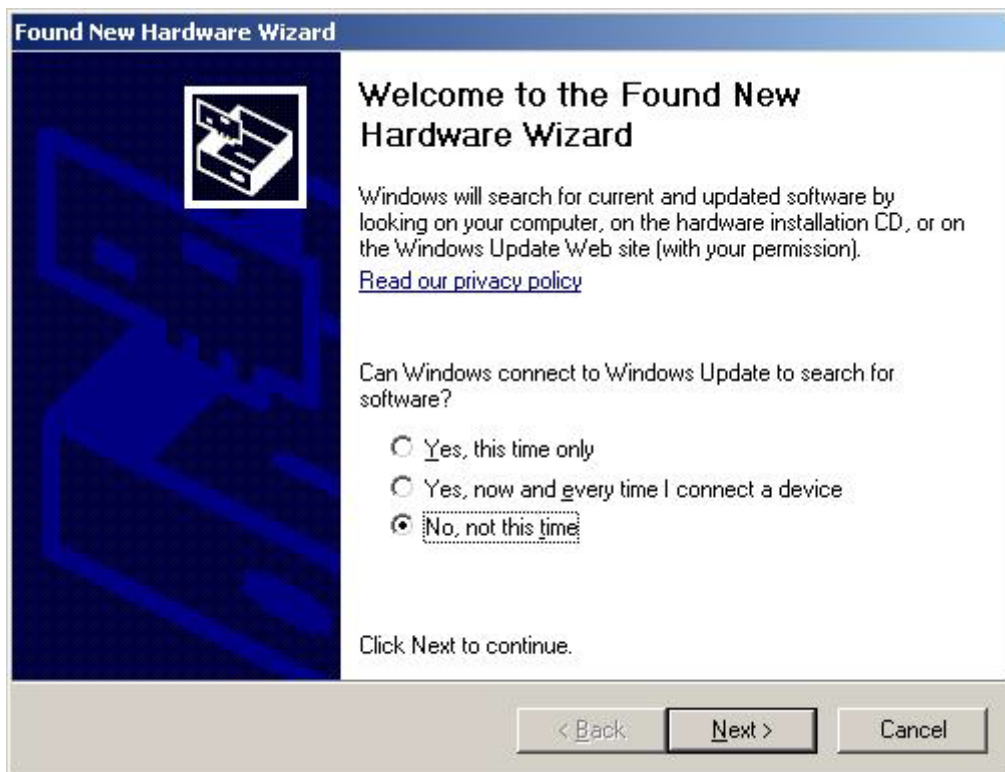 Found New Hardware Wizard
Welcome to the Found New
Hardware Wizard
Windows will search for current and updated software by
looking on your computer, on the hardware installation CD, or on
the Windows Update Web site (with your permission).
Read our privacy policy
Can Windows connect to Windows Update to search for
software?
Yes, this time only
Yes, now and every time I connect a device
No, not this time
Click Next to continue.
< Back
Next >
Cancel